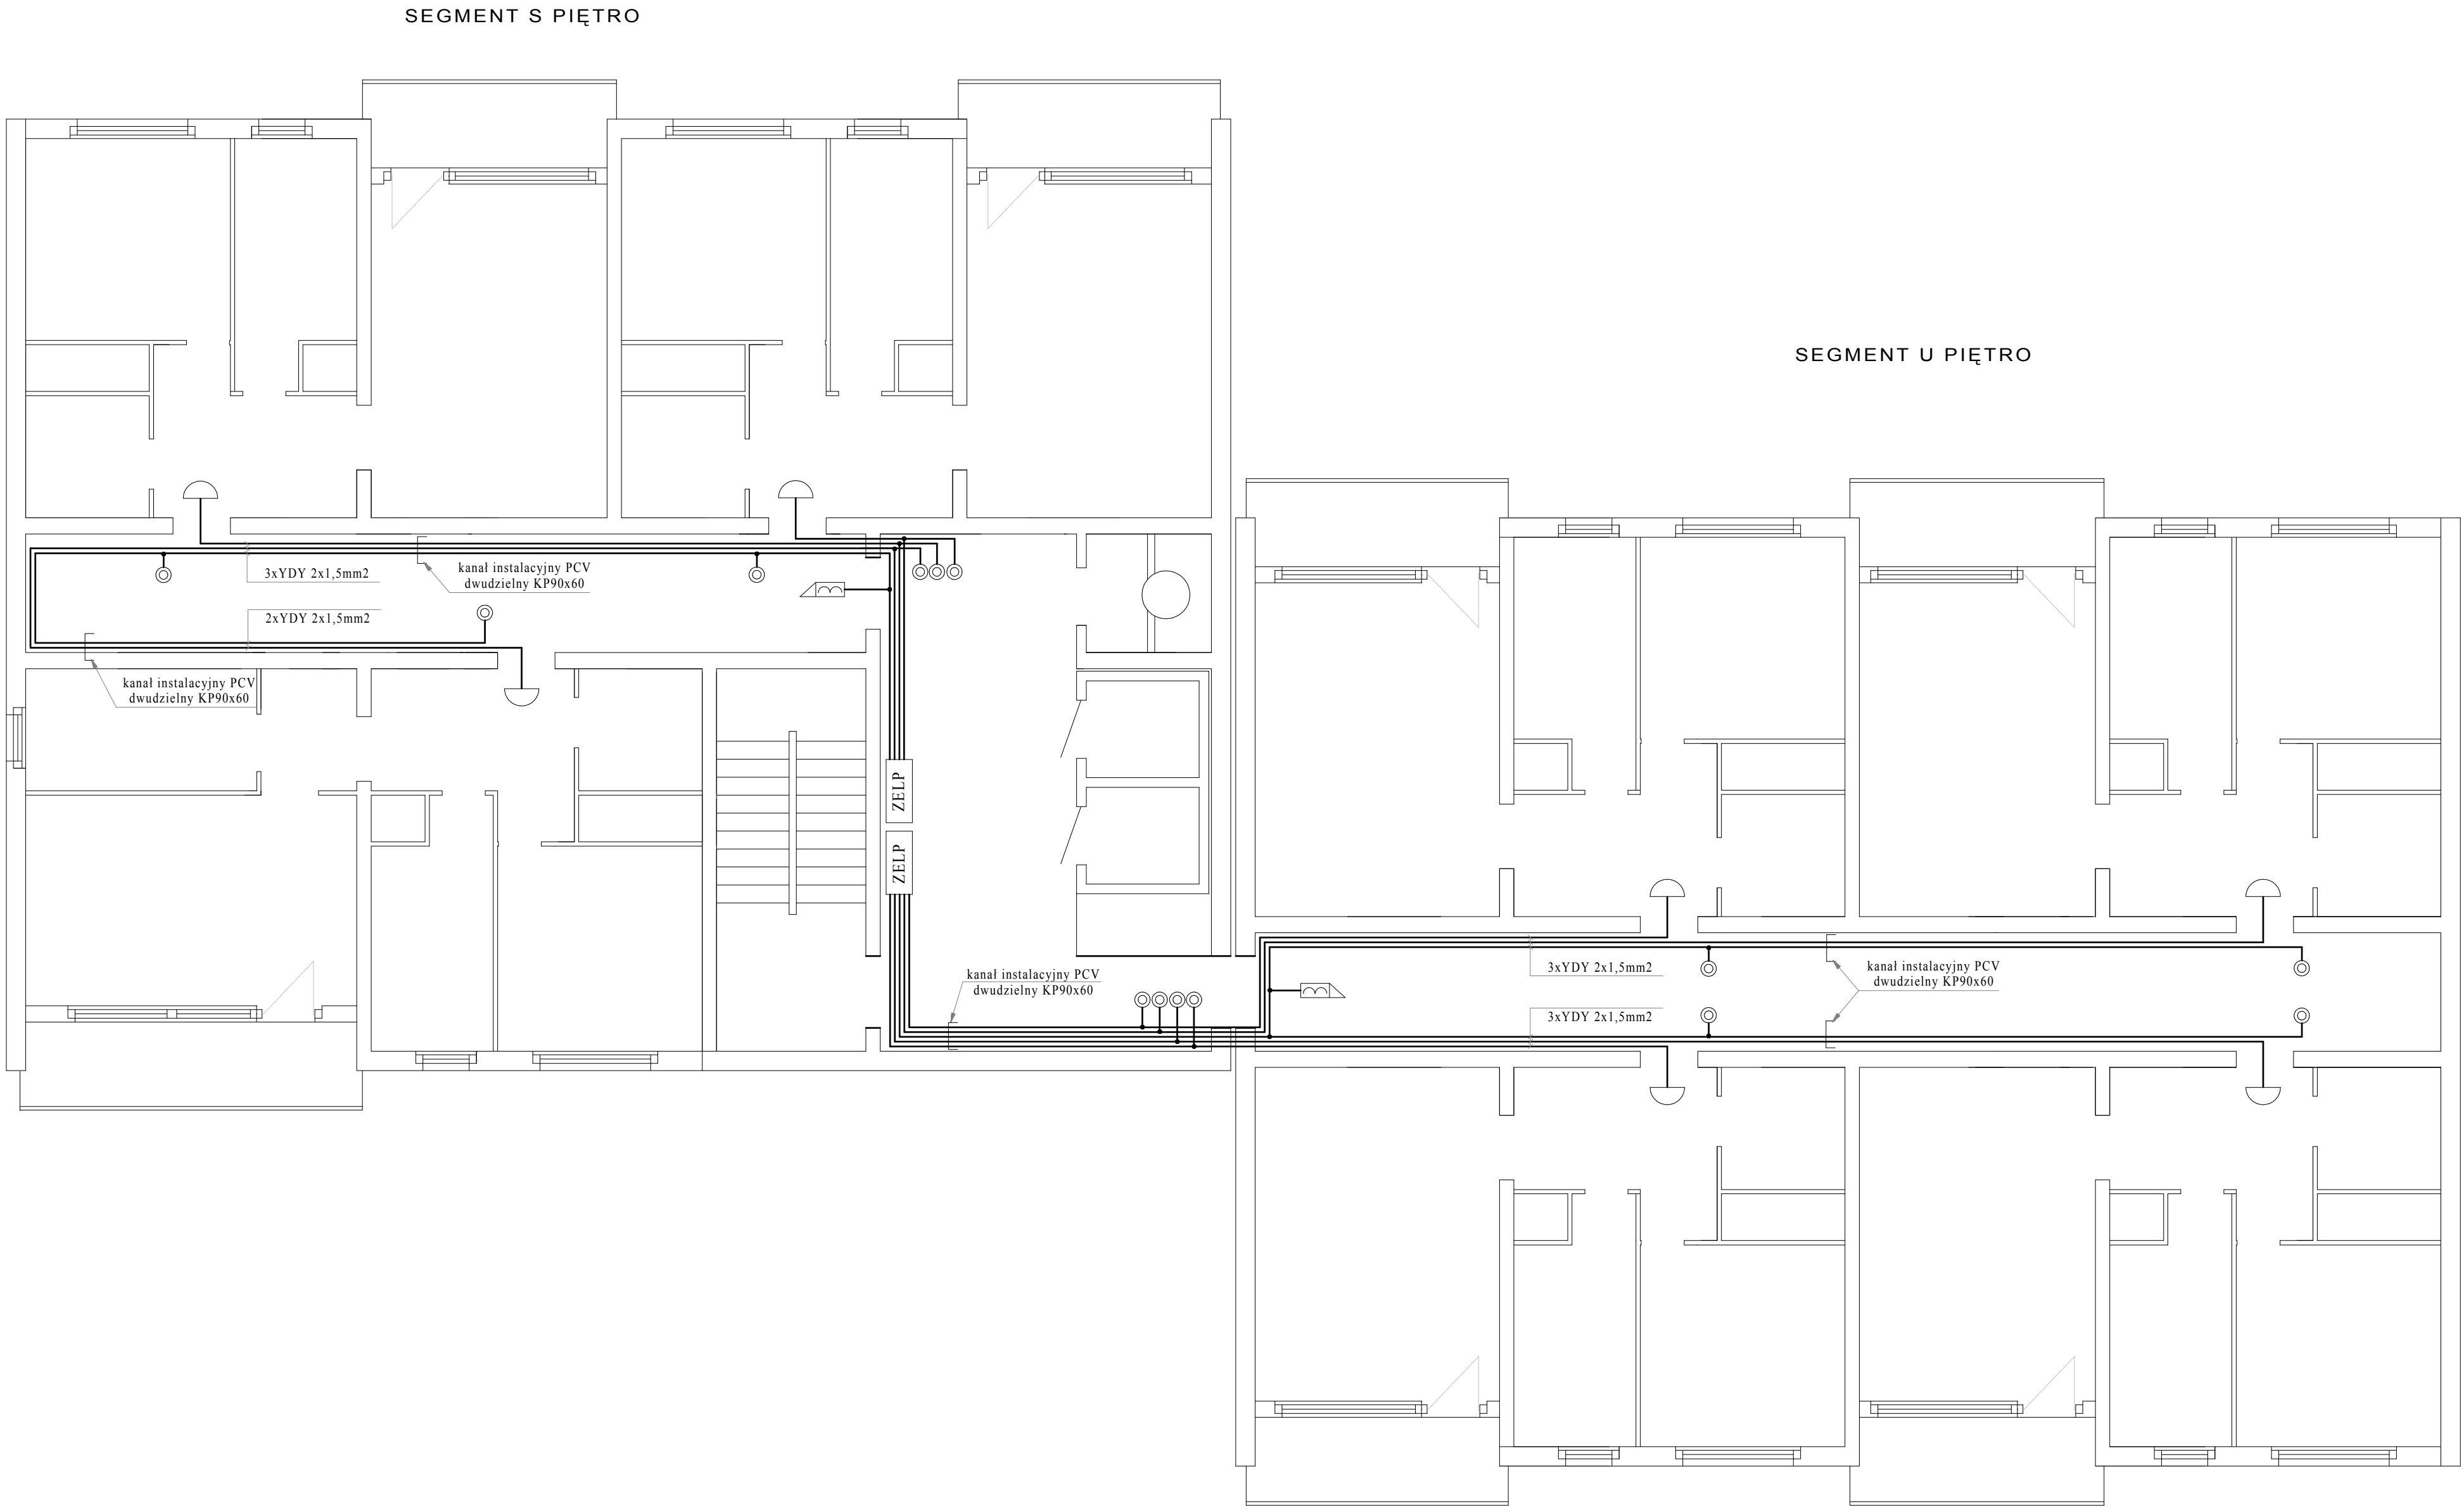 SEGMENT S PIĘTRO
SEGMENT U PIĘTRO
3xYDY 2x1,5mm2
kanał instalacyjny PCV
dwudzielny KP90x60
2xYDY 2x1,5mm2
kanał instalacyjny PCV
dwudzielny KP90x60
ZELP
ZELP
kanał instalacyjny PCV
dwudzielny KP90x60
3xYDY 2x1,5mm2
kanał instalacyjny PCV
dwudzielny KP90x60
3xYDY 2x1,5mm2